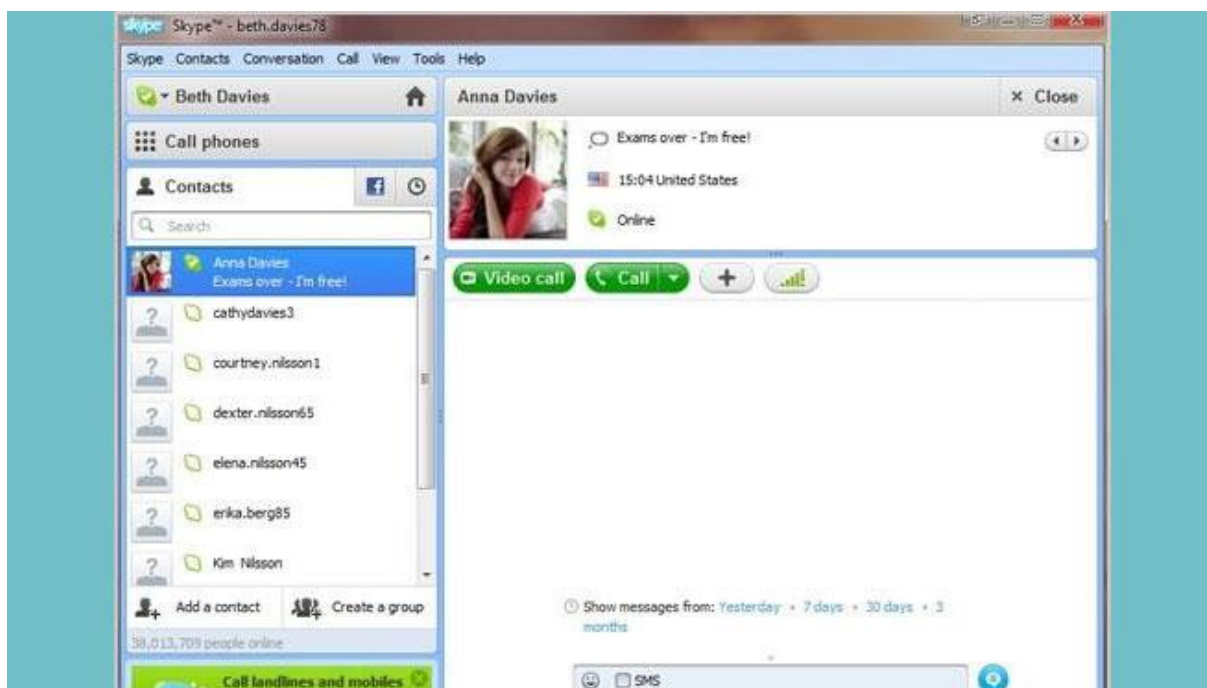 skype Skype™ - beth.davies78
Skype Contacts Conversation Call View Tools Help
Beth Davies
Call phones
Contacts
Search
Anna Davies
Exams over - I'm free!
cathydavies3
courtney.nilsson1
dexter.nilsson65
elena.nilsson45
erika.berg85
Kim Nilsson
Add a contact Create a group
38,013,709 people online
Call landlines and mobiles
Anna Davies × Close
Exams over - I'm free!
15:04 United States
Online
Video call Call
Show messages from: Yesterday • 7 days • 30 days • 3
months
SMS